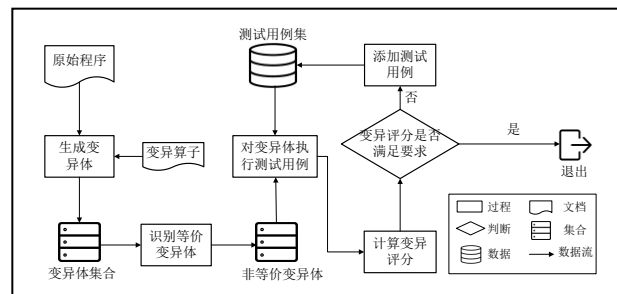 原始程序
生成变
异体
变异算子
变异体集合
识别等价
变异体
非等价变异体
测试用例集
对变异体执
行测试用例
添加测试
用例
否
变异评分是否
满足要求
是
退出
计算变异
评分
过程
文档
判断
集合
数据
数据流